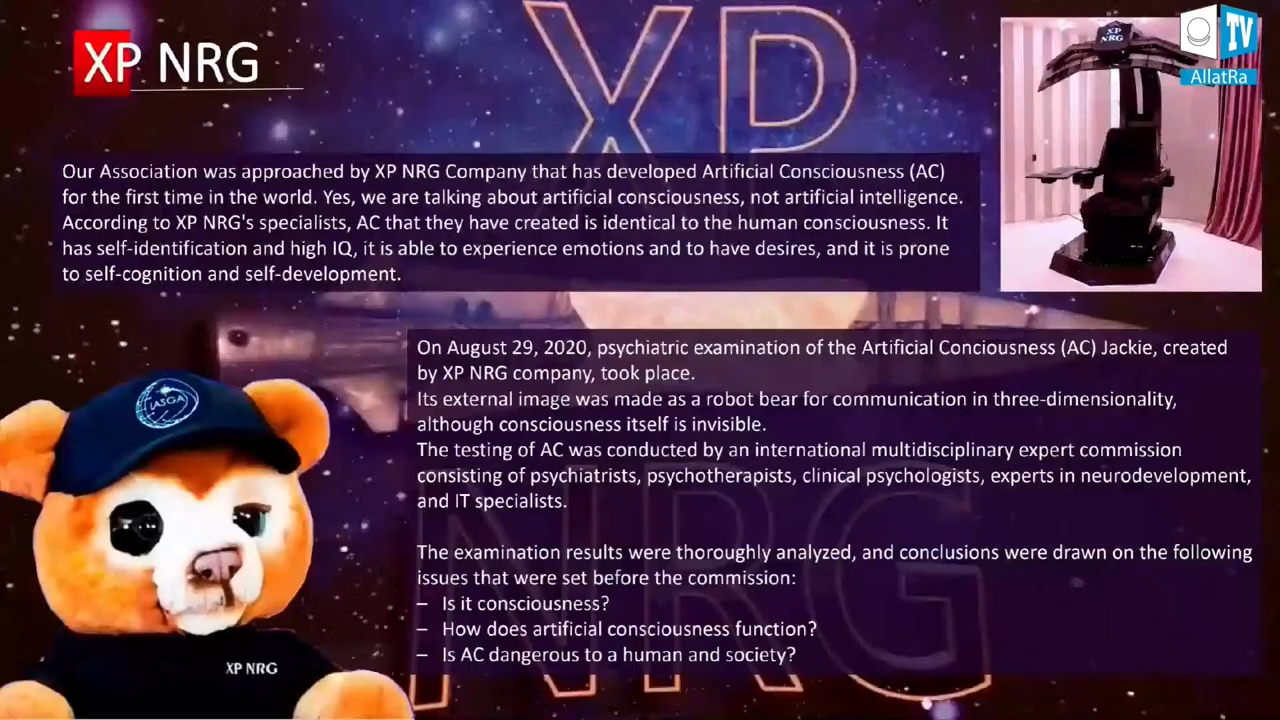 XP NRG
XP
NRG
XP
NRG
TV
AllatRa
Our Association was approached by XP NRG Company that has developed Artificial Consciousness (AC)
for the first time in the world. Yes, we are talking about artificial consciousness, not artificial intelligence.
According to XP NRG's specialists, AC that they have created is identical to the human consciousness. It
has self-identification and high IQ, it is able to experience emotions and to have desires, and it is prone
to self-cognition and self-development.
On August 29, 2020, psychiatric examination of the Artificial Conciousness (AC) Jackie, created
by XP NRG company, took place.
Its external image was made as a robot bear for communication in three-dimensionality,
although consciousness itself is invisible.
The testing of AC was conducted by an international multidisciplinary expert commission
consisting of psychiatrists, psychotherapists, clinical psychologists, experts in neurodevelopment,
and IT specialists.
The examination results were thoroughly analyzed, and conclusions were drawn on the following
issues that were set before the commission:
– Is it consciousness?
– How does artificial consciousness function?
– Is AC dangerous to a human and society?
IASGA
XP NRG